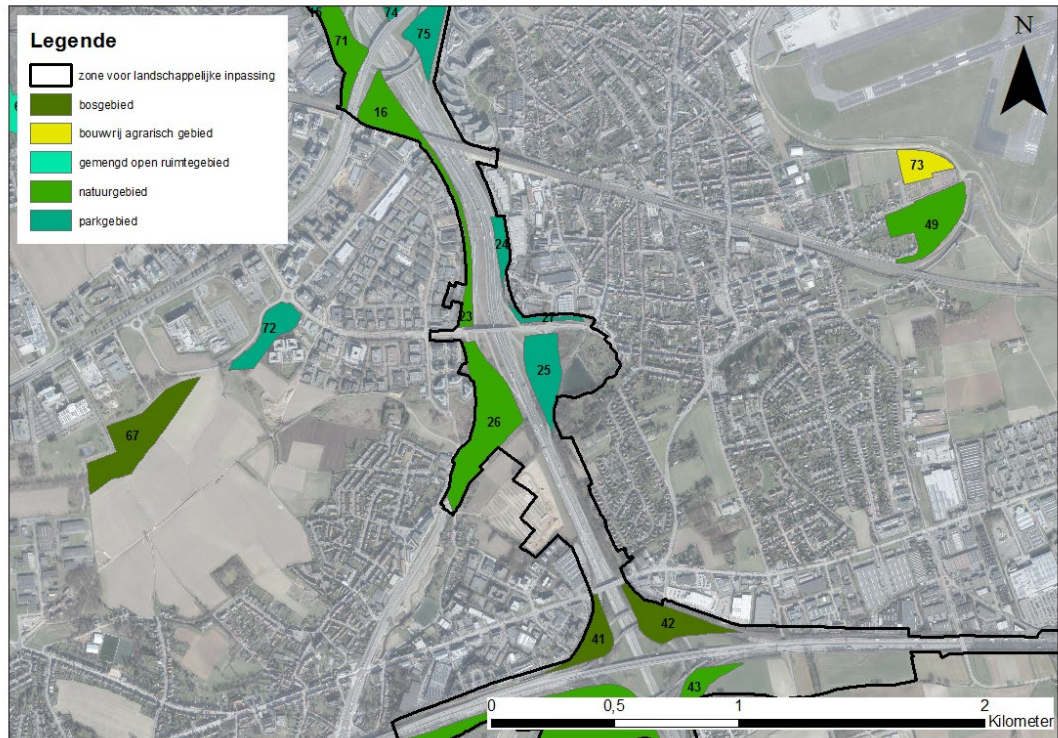 Legende
zone voor landschappelijke inpassing
bosgebied
bouwvrij agrarisch gebied
gemengd open ruimtegebied
natuurgebied
parkgebied
N
74
71
75
16
73
49
24
23
27
72
25
26
67
42
41
43
0 0,5 1 2
Kilometer